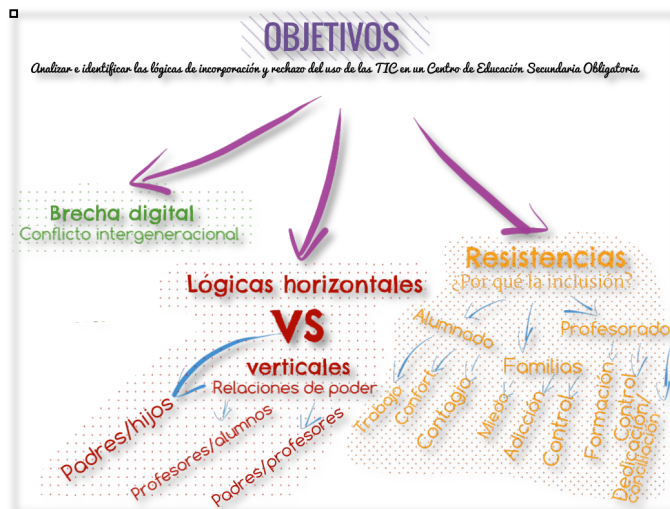 OBJETIVOS
Analizar e identificar las lógicas de incorporación y rechazo del uso de las TIC en un Centro de Educación Secundaria Obligatoria
Brecha digital
Conflicto intergeneracional
Lógicas horizontales
VS
verticales
Relaciones de poder
Padres/hijos
Profesores/alumnos
Padres/profesores
Resistencias
¿Por qué la inclusión?
Alumnado
Trabajo
Confort
Contagio
Familias
Miedo
Adicción
Control
Profesorado
Formación
Control
Dedicación/
conciliación